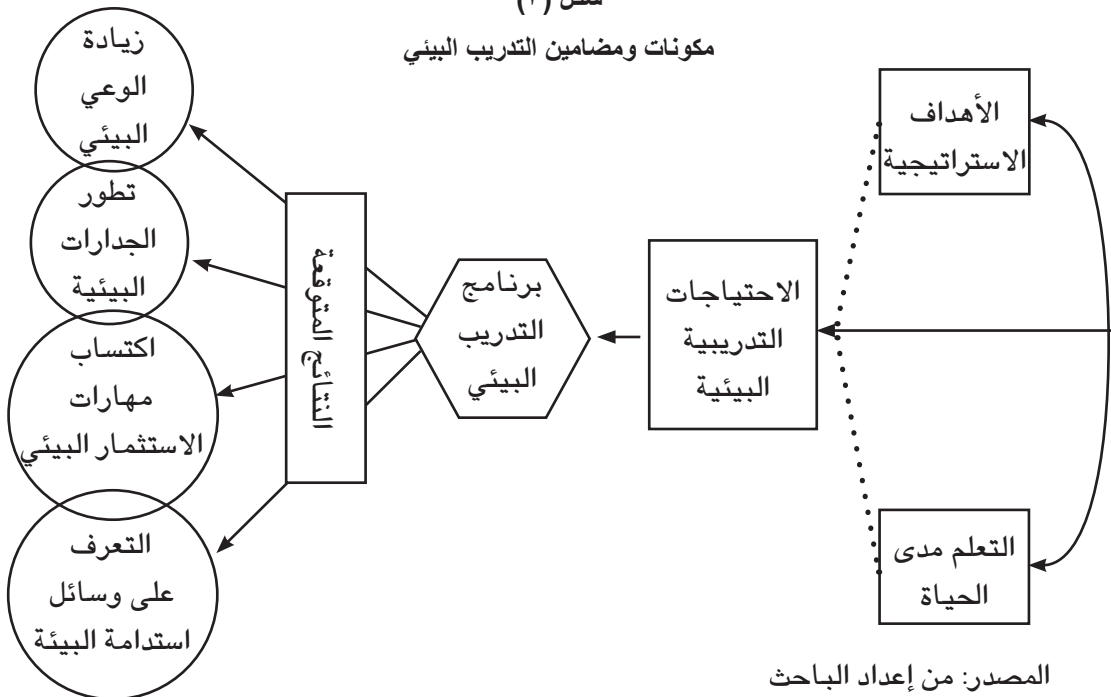 مكونات ومضامين التدريب البيئي
الأهداف
الاستراتيجية
التعلم مدى
الحياة
الاحتياجات
التدريبية
البيئية
برنامج
التدريب
البيئي
النتائج المتوقعة
زيادة
الوعي
البيئي
تطور
الجدارات
البيئية
اكتساب
مهارات
الاستثمار البيئي
التعرف
على وسائل
استدامة البيئة
المصدر: من إعداد الباحث